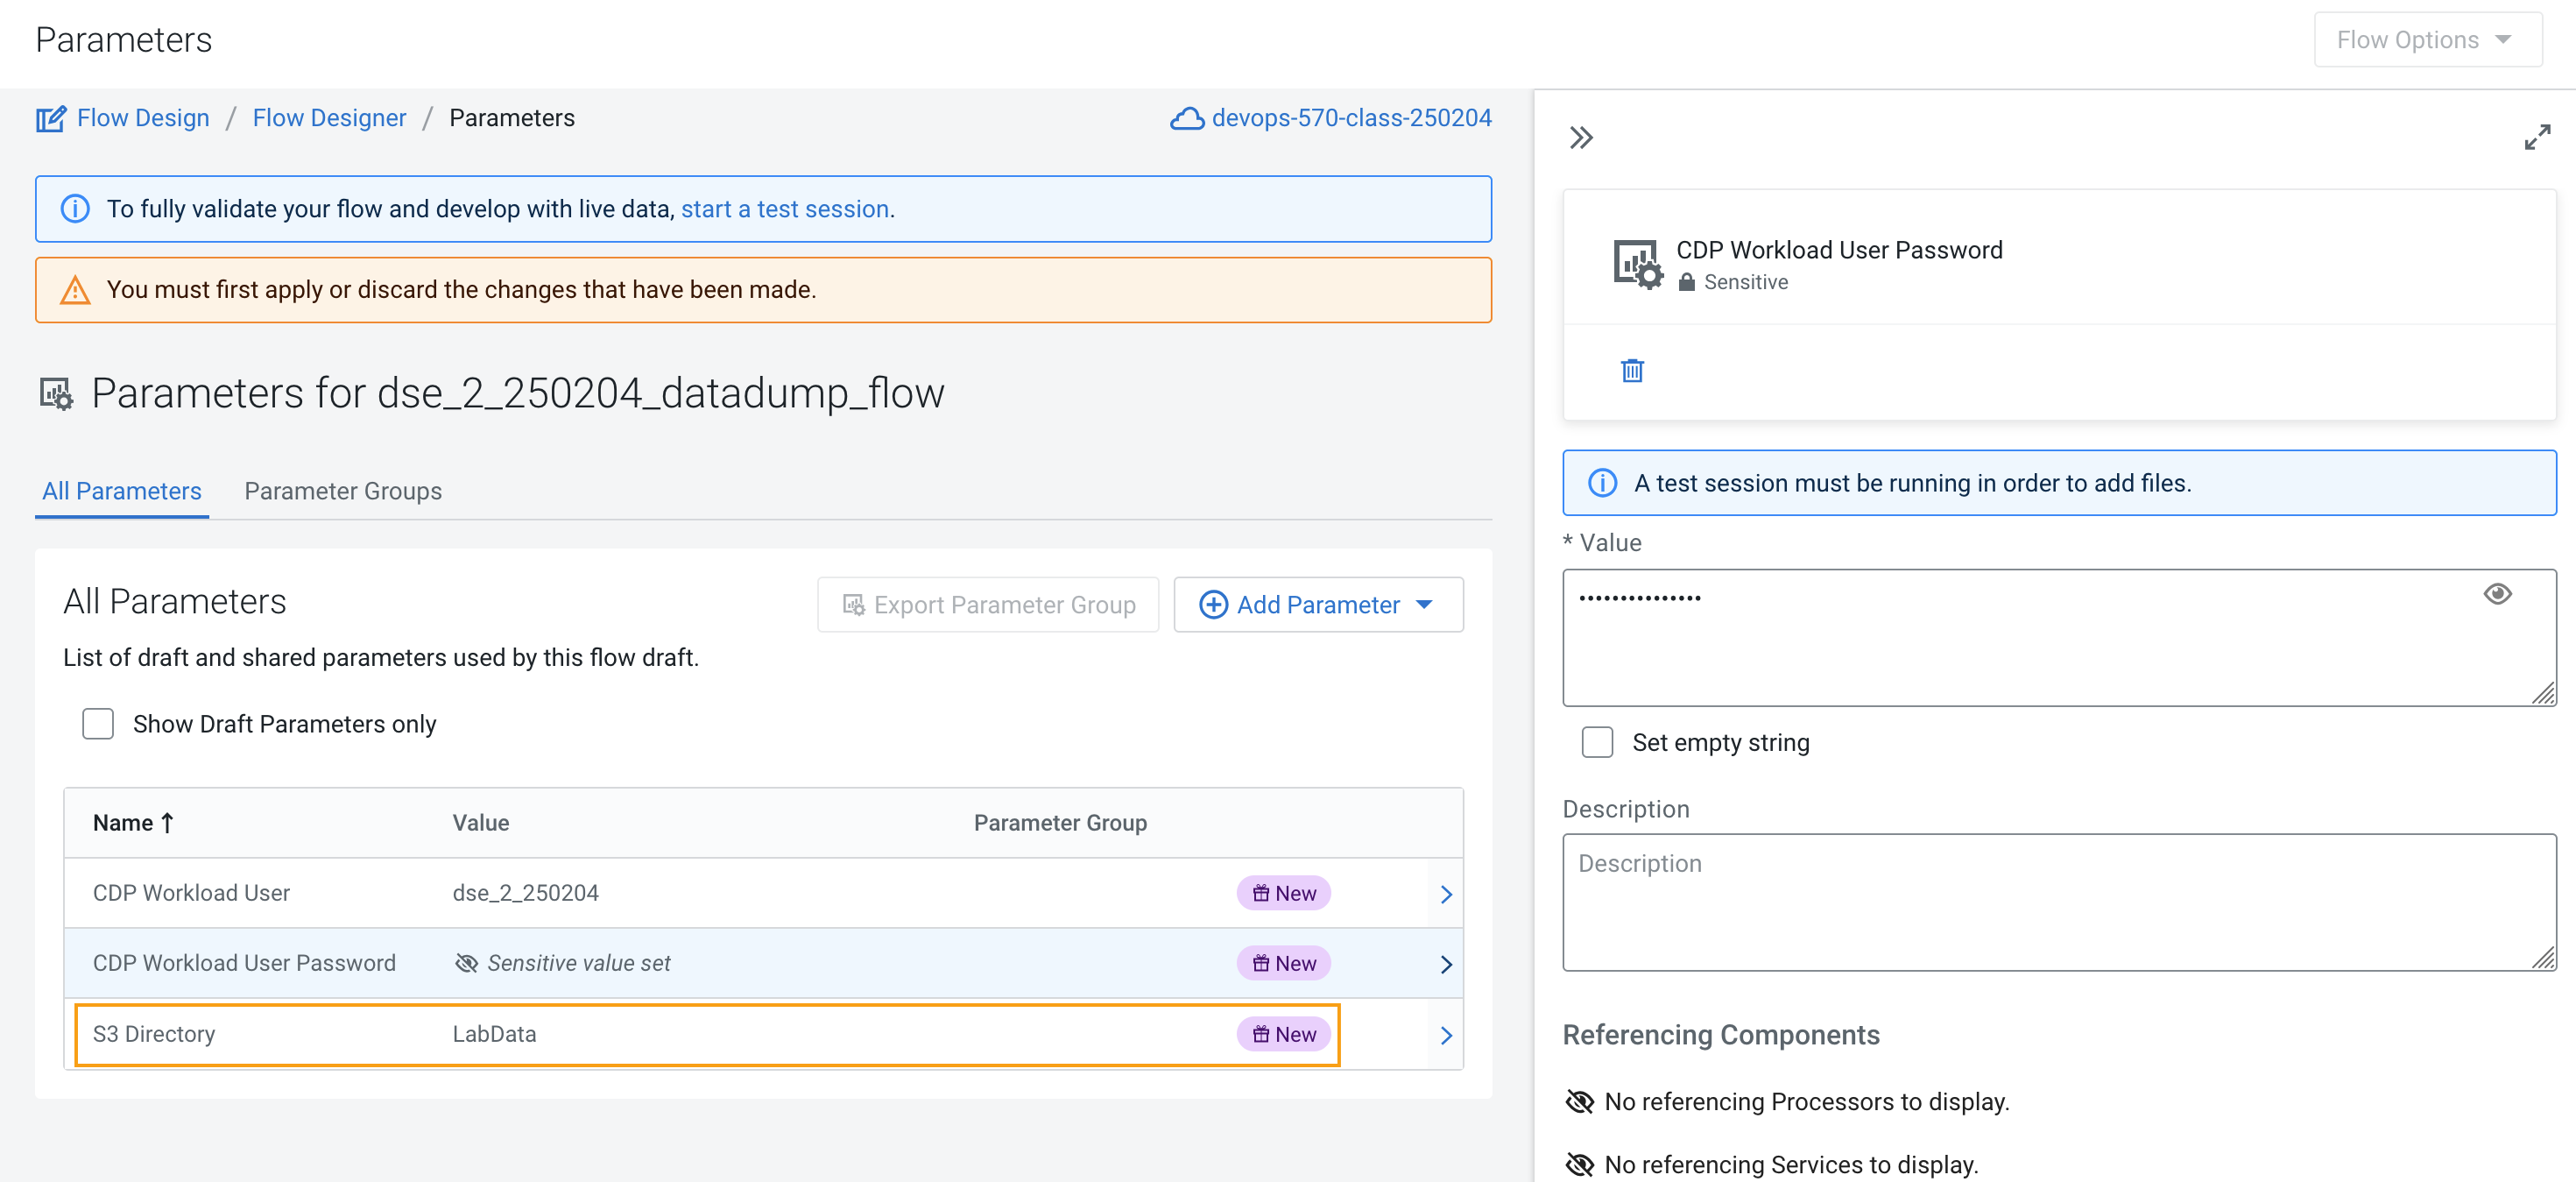 Parameters
Flow Options
Flow Design / Flow Designer / Parameters
devops-570-class-250204
To fully validate your flow and develop with live data, start a test session.
You must first apply or discard the changes that have been made.
Parameters for dse_2_250204_datadump_flow
All Parameters
Parameter Groups
All Parameters
Export Parameter Group
Add Parameter
List of draft and shared parameters used by this flow draft.
Show Draft Parameters only
Name Value Parameter Group
CDP Workload User dse_2_250204 New
CDP Workload User Password Sensitive value set New
S3 Directory LabData New
CDP Workload User Password
Sensitive
A test session must be running in order to add files.
* Value
•••••••••••••••
Set empty string
Description
Description
Referencing Components
No referencing Processors to display.
No referencing Services to display.